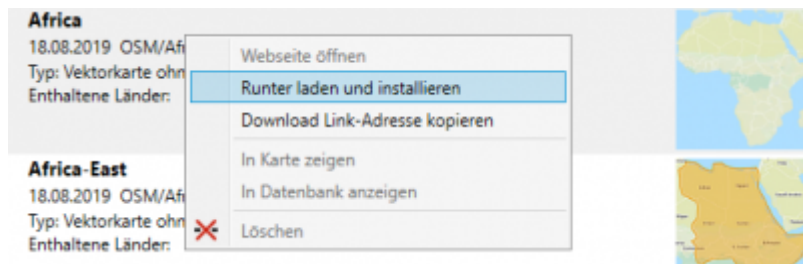 Africa
18.08.2019 OSM/Afr
Typ: Vektorkarte ohn
Enthaltene Länder:
Webseite öffnen
Runter laden und installieren
Download Link-Adresse kopieren
In Karte zeigen
In Datenbank anzeigen
Löschen
Africa-East
18.08.2019 OSM/Afr
Typ: Vektorkarte ohn
Enthaltene Länder: